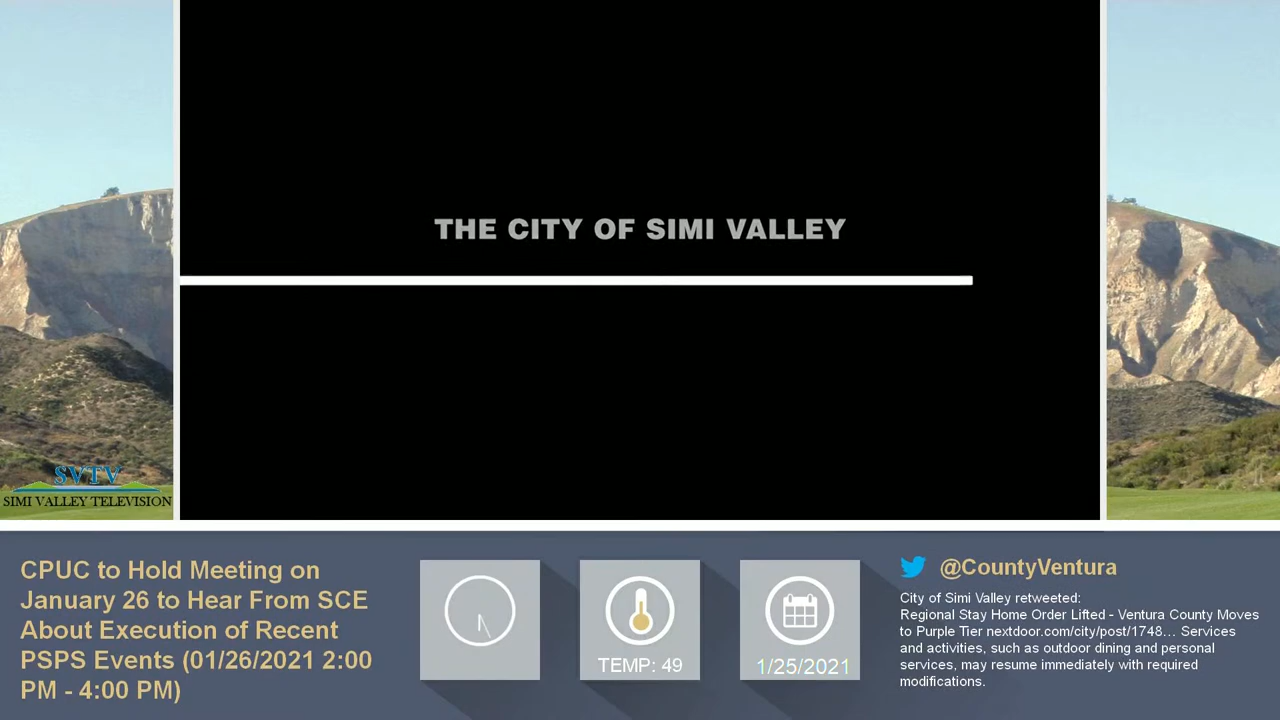 THE CITY OF SIMI VALLEY
SVTV
SIMI VALLEY TELEVISION
CPUC to Hold Meeting on
January 26 to Hear From SCE
About Execution of Recent
PSPS Events (01/26/2021 2:00
PM - 4:00 PM)
TEMP: 49
1/25/2021
@CountyVentura
City of Simi Valley retweeted:
Regional Stay Home Order Lifted - Ventura County Moves
to Purple Tier nextdoor.com/city/post/1748… Services
and activities, such as outdoor dining and personal
services, may resume immediately with required
modifications.